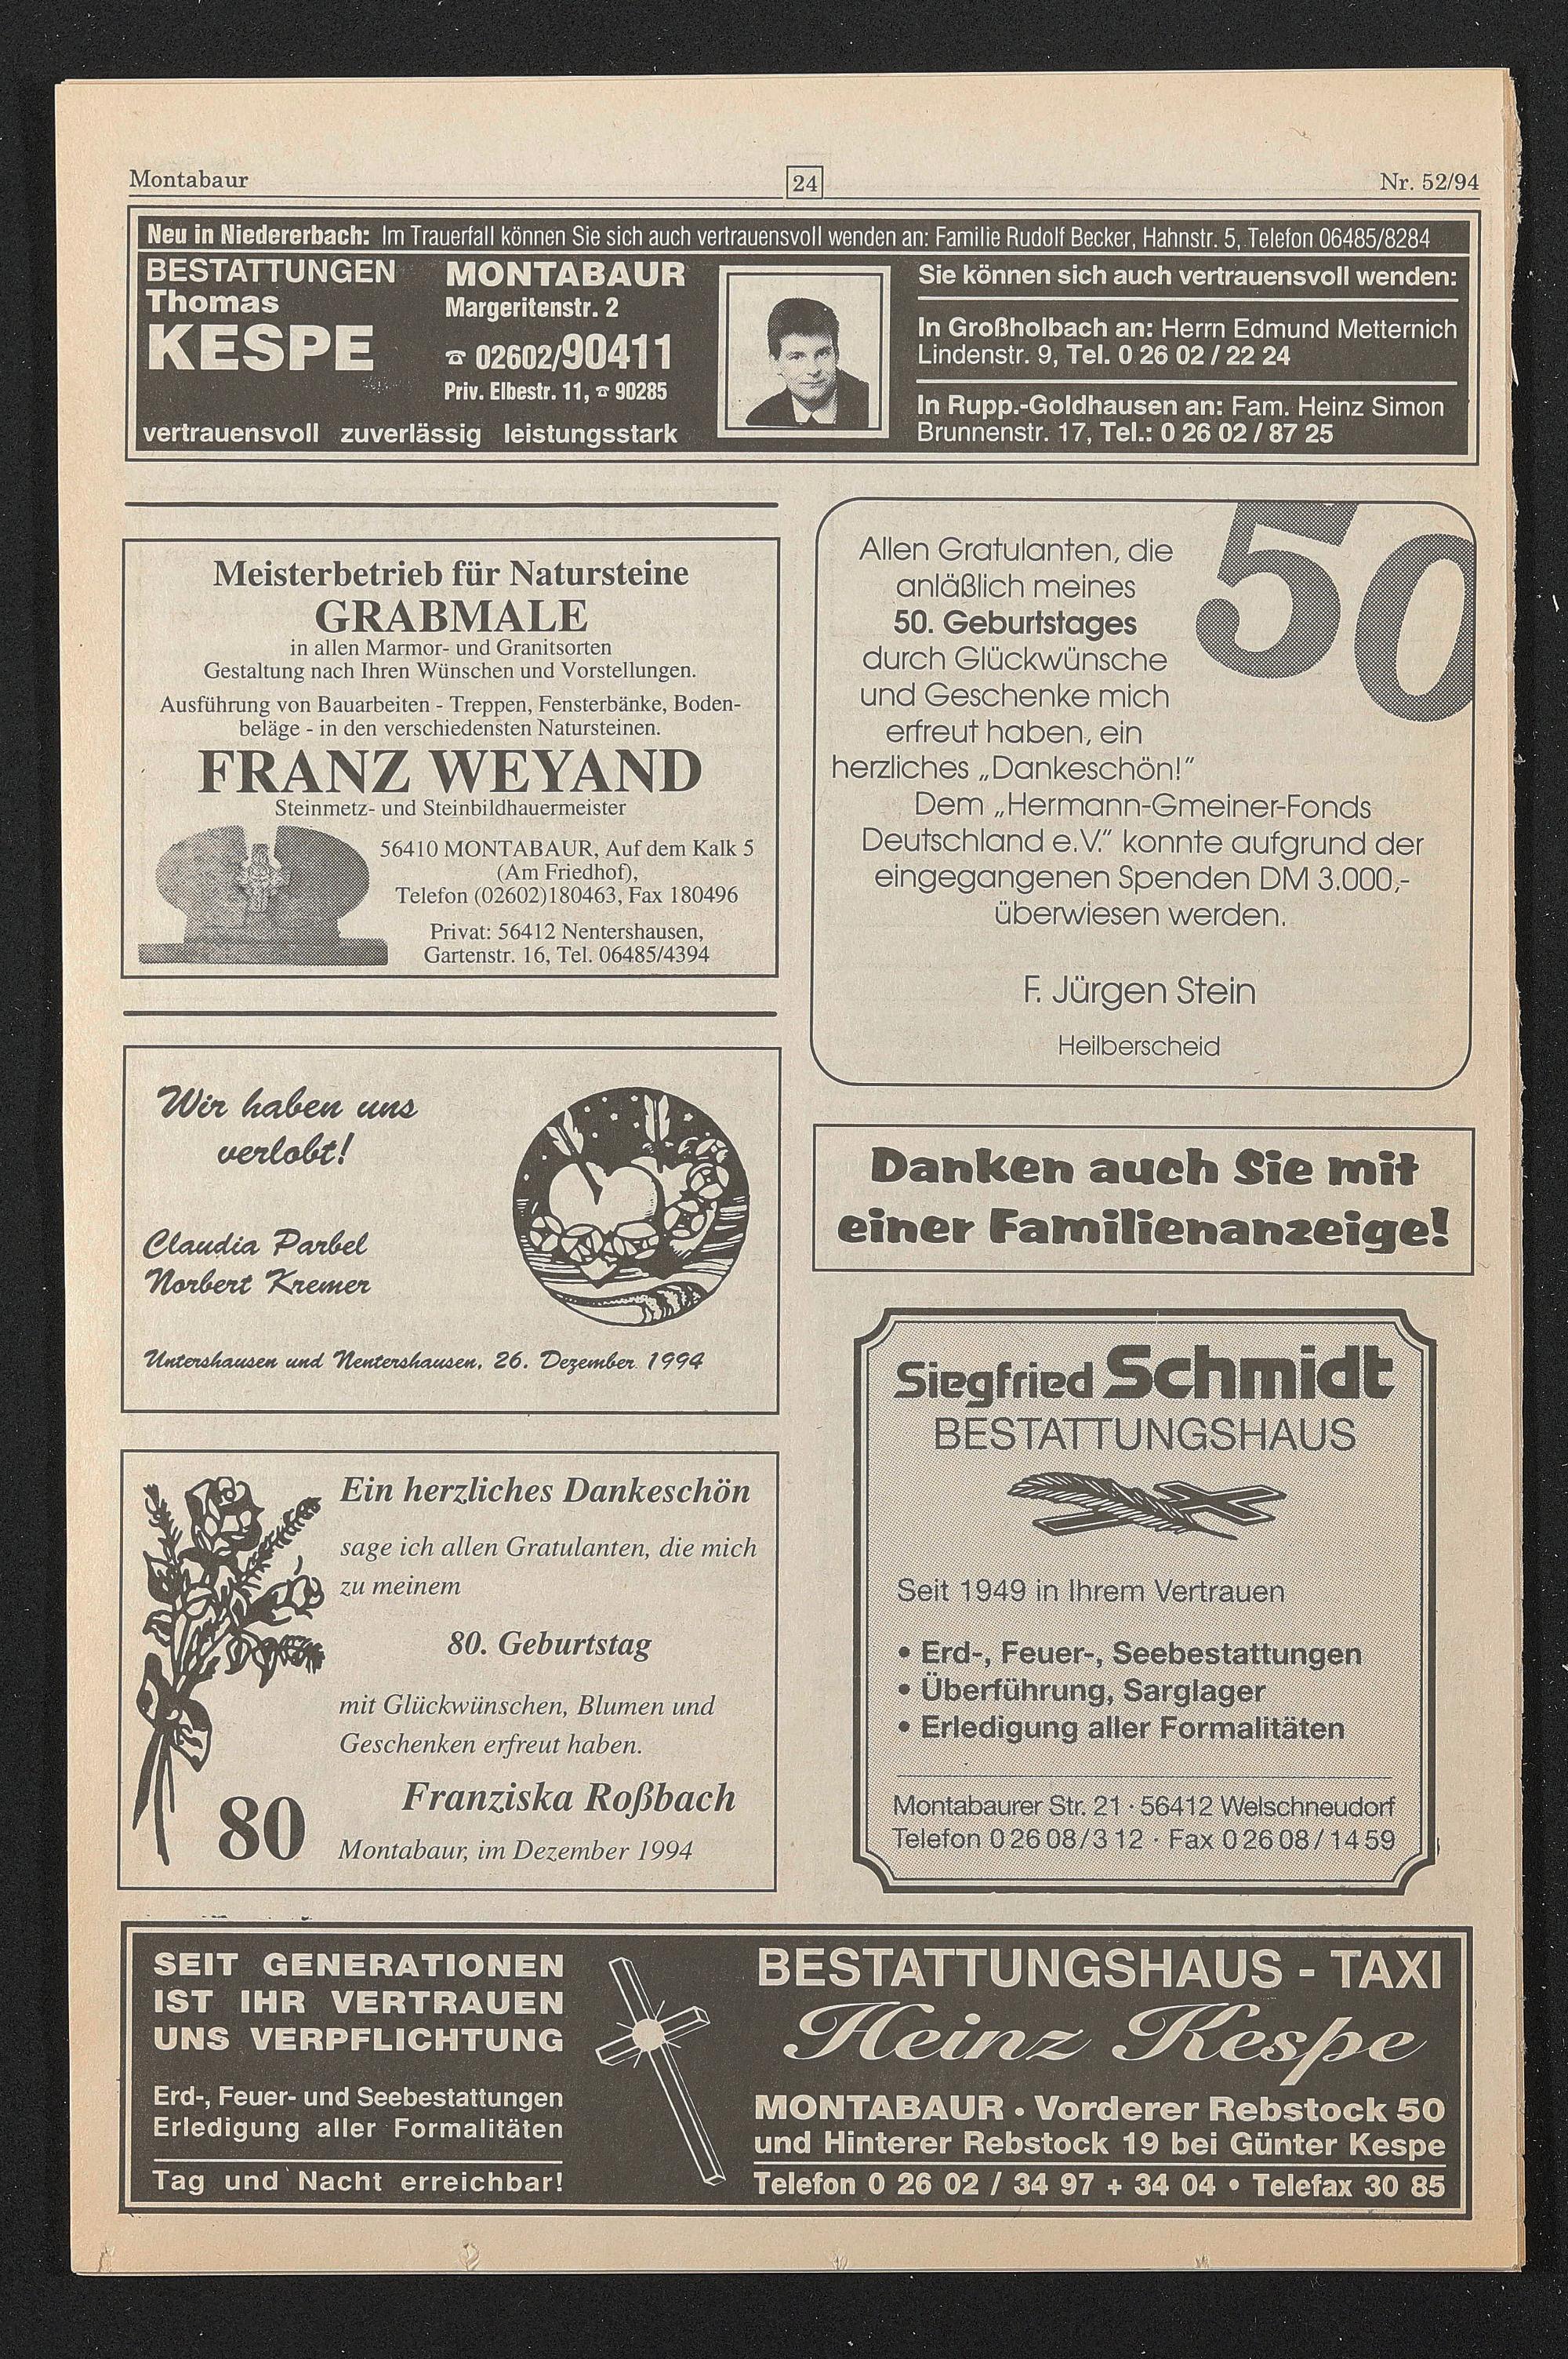 Montabaur
24
Nr. 52/94
Neu in Niedererbach: Im Trauerfall können Sie sich auch vertrauensvoll wenden an: Familie Rudolf Becker, Hahnstr. 5, Telefon 06485/8284
BESTATTUNGEN
Thomas
KESPE
MONTABAUR
Margeritenstr. 2
☎ 02602/90411
Priv. Elbestr. 11, ☎ 90285
vertrauensvoll zuverlässig leistungsstark
Sie können sich auch vertrauensvoll wenden:
In Großholbach an: Herrn Edmund Metternich
Lindenstr. 9, Tel. 0 26 02 / 22 24
In Rupp.-Goldhausen an: Fam. Heinz Simon
Brunnenstr. 17, Tel.: 0 26 02 / 87 25
Meisterbetrieb für Natursteine
GRABMALE
in allen Marmor- und Granitsorten
Gestaltung nach Ihren Wünschen und Vorstellungen.
Ausführung von Bauarbeiten - Treppen, Fensterbänke, Boden-
beläge - in den verschiedensten Natursteinen.
FRANZ WEYAND
Steinmetz- und Steinbildhauermeister
56410 MONTABAUR, Auf dem Kalk 5
(Am Friedhof),
Telefon (02602)180463, Fax 180496
Privat: 56412 Nentershausen,
Gartenstr. 16, Tel. 06485/4394
Wir haben uns
verlobt!
Claudia Parbel
Norbert Kremer
Untershausen und Nentershausen, 26. Dezember 1994
Ein herzliches Dankeschön
sage ich allen Gratulanten, die mich
zu meinem
80. Geburtstag
mit Glückwünschen, Blumen und
Geschenken erfreut haben.
Franziska Roßbach
80
Montabaur, im Dezember 1994
50
Allen Gratulanten, die
anläßlich meines
50. Geburtstages
durch Glückwünsche
und Geschenke mich
erfreut haben, ein
herzliches „Dankeschön!"
Dem „Hermann-Gmeiner-Fonds
Deutschland e.V." konnte aufgrund der
eingegangenen Spenden DM 3.000,-
überwiesen werden.
F. Jürgen Stein
Heilberscheid
Danken auch Sie mit
einer Familienanzeige!
Siegfried Schmidt
BESTATTUNGSHAUS
Seit 1949 in Ihrem Vertrauen
• Erd-, Feuer-, Seebestattungen
• Überführung, Sarglager
• Erledigung aller Formalitäten
Montabaurer Str. 21 · 56412 Welschneudorf
Telefon 0 26 08 / 3 12 · Fax 0 26 08 / 14 59
SEIT GENERATIONEN
IST IHR VERTRAUEN
UNS VERPFLICHTUNG
Erd-, Feuer- und Seebestattungen
Erledigung aller Formalitäten
Tag und Nacht erreichbar!
BESTATTUNGSHAUS - TAXI
Heinz Kespe
MONTABAUR • Vorderer Rebstock 50
und Hinterer Rebstock 19 bei Günter Kespe
Telefon 0 26 02 / 34 97 + 34 04 • Telefax 30 85